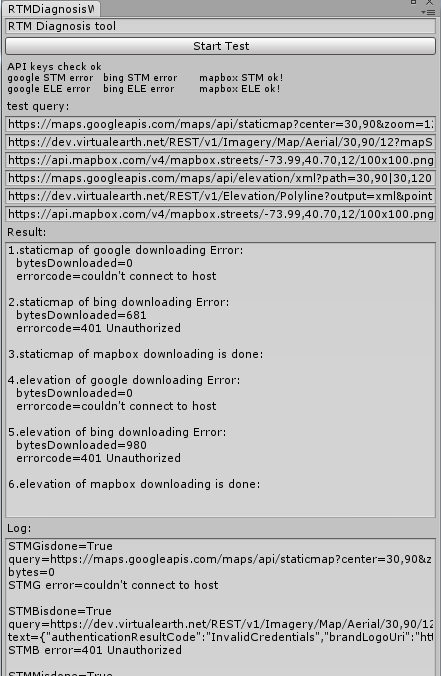 RTMDiagnosisW
RTM Diagnosis tool
Start Test
API keys check ok
google STM error bing STM error mapbox STM ok!
google ELE error bing ELE error mapbox ELE ok!
test query:
https://maps.googleapis.com/maps/api/staticmap?center=30,90&zoom=1
https://dev.virtualearth.net/REST/v1/Imagery/Map/Aerial/30,90/12?mapS
https://api.mapbox.com/v4/mapbox.streets/-73.99,40.70,12/100x100.png
https://maps.googleapis.com/maps/api/elevation/xml?path=30,90|30,120
https://dev.virtualearth.net/REST/v1/Elevation/Polyline?output=xml&point
https://api.mapbox.com/v4/mapbox.streets/-73.99,40.70,12/100x100.png
Result:
1.staticmap of google downloading Error:
bytesDownloaded=0
errorcode=couldn't connect to host
2.staticmap of bing downloading Error:
bytesDownloaded=681
errorcode=401 Unauthorized
3.staticmap of mapbox downloading is done:
4.elevation of google downloading Error:
bytesDownloaded=0
errorcode=couldn't connect to host
5.elevation of bing downloading Error:
bytesDownloaded=980
errorcode=401 Unauthorized
6.elevation of mapbox downloading is done:
Log:
STMGisdone=True
query=https://maps.googleapis.com/maps/api/staticmap?center=30,90&z
bytes=0
STMG error=couldn't connect to host
STMBisdone=True
query=https://dev.virtualearth.net/REST/v1/Imagery/Map/Aerial/30,90/12
text={"authenticationResultCode":"InvalidCredentials","brandLogoUri":"htt
STMB error=401 Unauthorized
STMMisdone=True